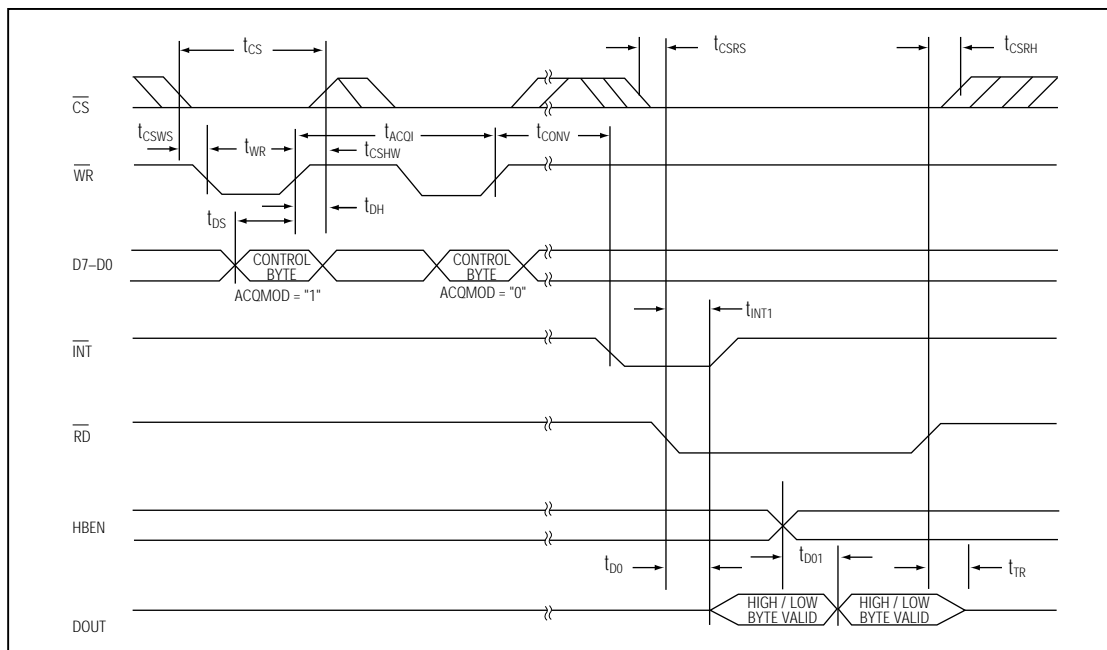 tCS
tCSRS
tCSRH
CS
tCSWS
tWR
tACQI
tCONV
tCSHW
WR
tDS
tDH
D7–D0
CONTROL
BYTE
CONTROL
BYTE
ACQMOD = "1"
ACQMOD = "0"
tINT1
INT
RD
HBEN
tD0
tD01
tTR
HIGH / LOW
BYTE VALID
HIGH / LOW
BYTE VALID
DOUT